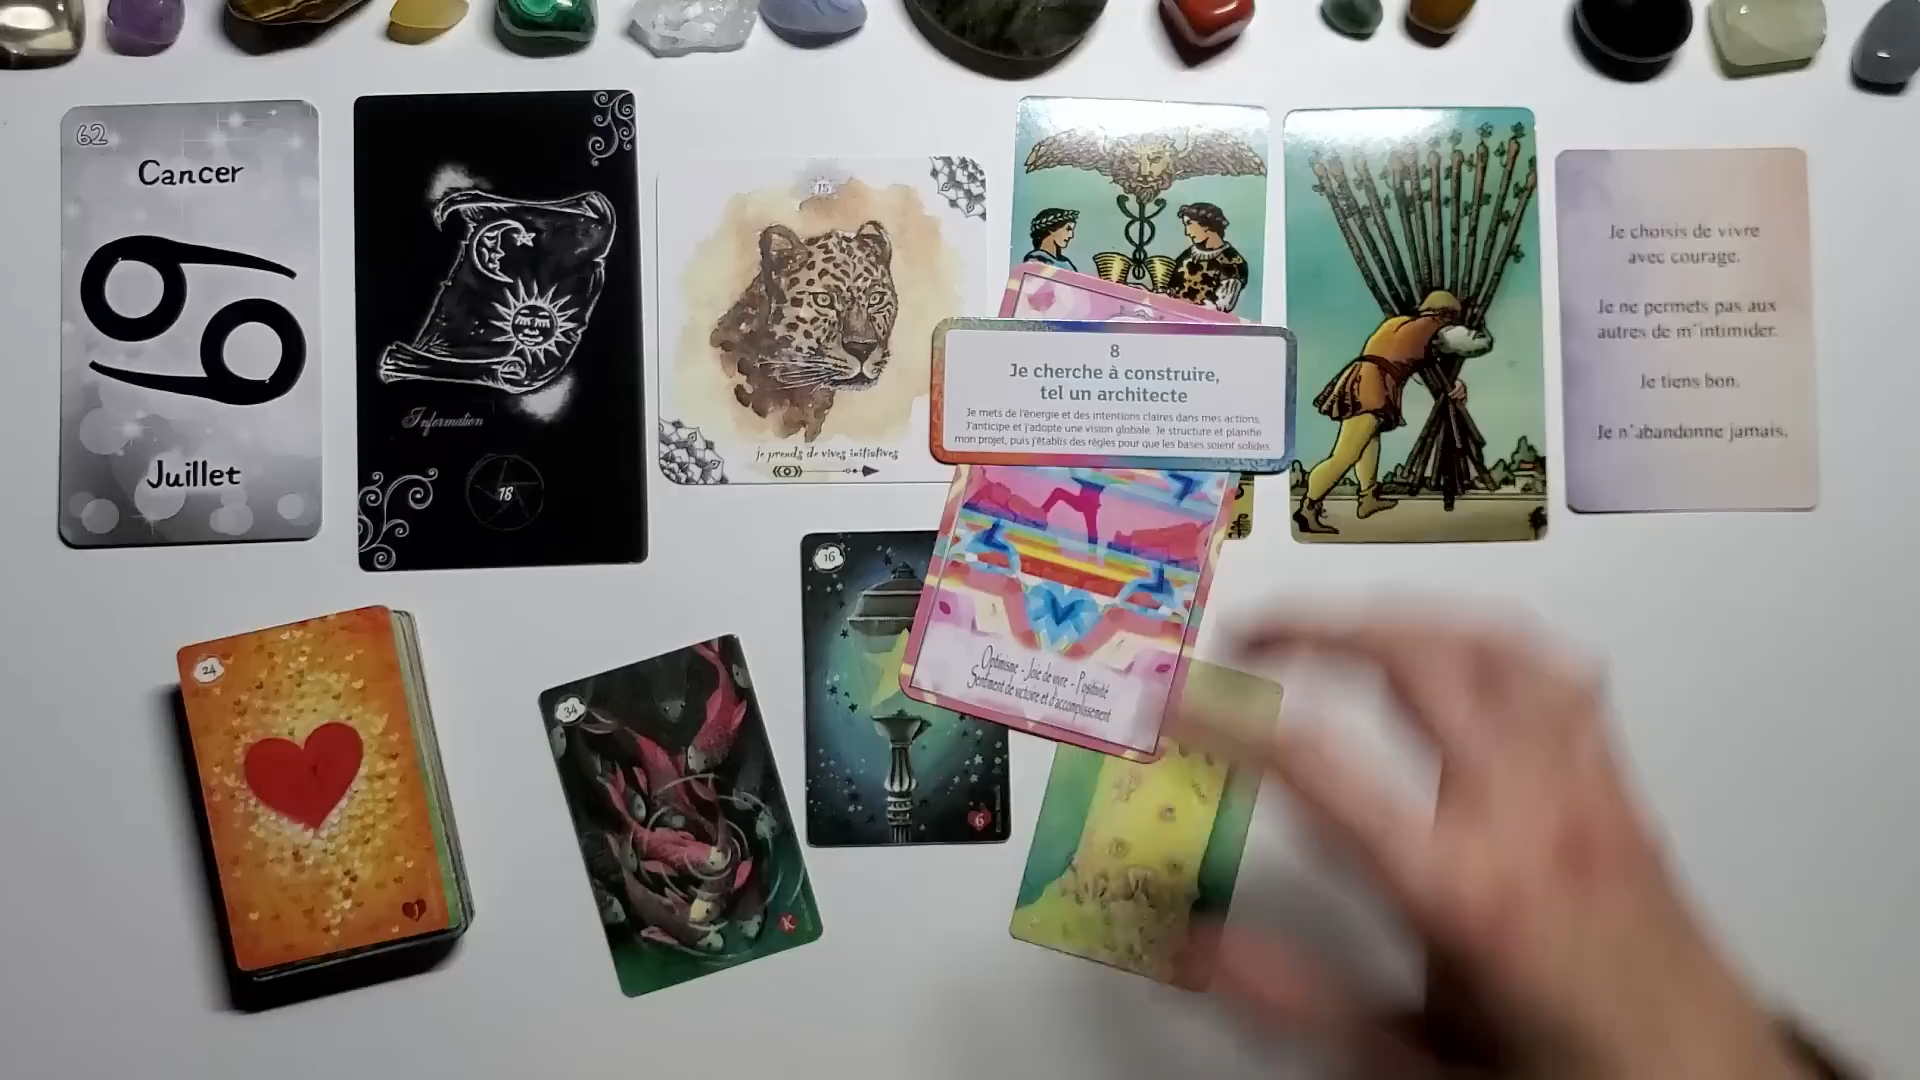 62
Cancer
Juillet
Information
18
15
je prends de vives initiatives
8
Je cherche à construire,
tel un architecte
Je mets de l'énergie et des intentions claires dans mes actions.
J'anticipe et j'adopte une vision globale. Je structure et planifie
mon projet, puis j'établis des règles pour que les bases soient solides.
Je choisis de vivre
avec courage.
Je ne permets pas aux
autres de m'intimider.
Je tiens bon.
Je n'abandonne jamais.
Optimisme - Joie de vivre - Positivité
Sentiment de victoire et d'accomplissement
24
34
K
16
6